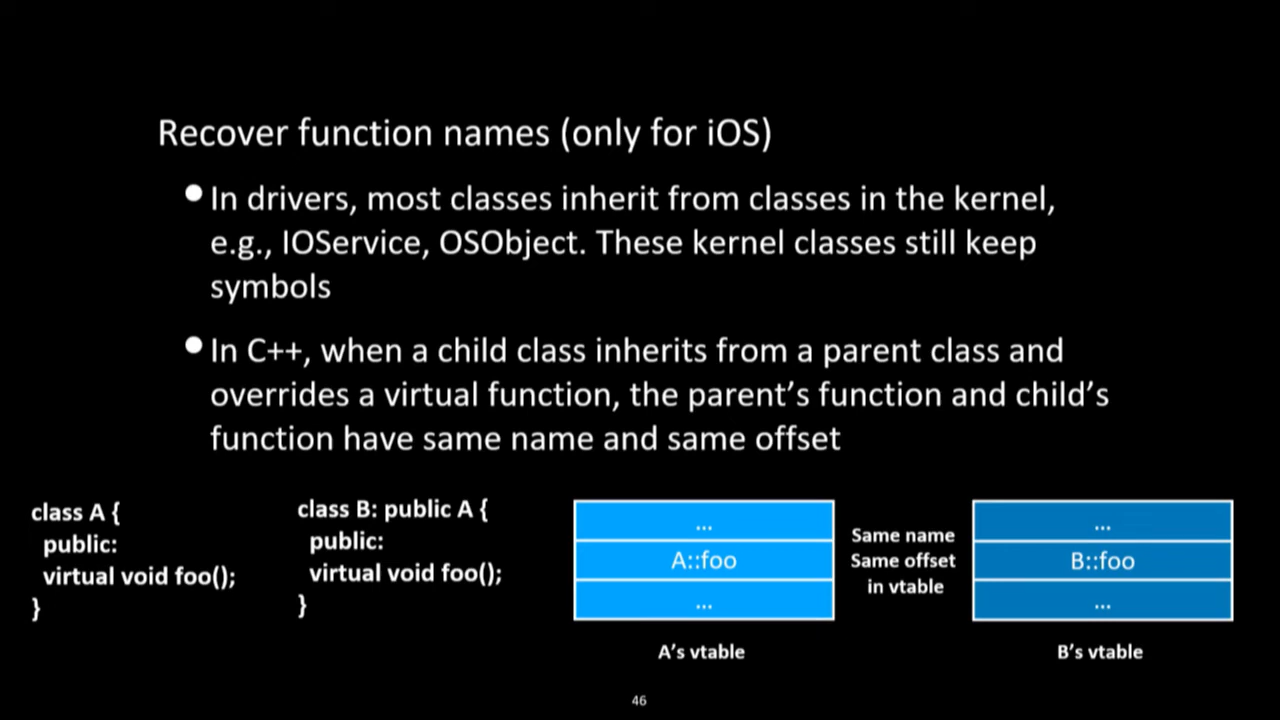 Recover function names (only for iOS)
● In drivers, most classes inherit from classes in the kernel,
e.g., IOService, OSObject. These kernel classes still keep
symbols
● In C++, when a child class inherits from a parent class and
overrides a virtual function, the parent’s function and child’s
function have same name and same offset
class A {
public:
virtual void foo();
}
class B: public A {
public:
virtual void foo();
}
...
A::foo
...
A’s vtable
Same name
Same offset
in vtable
...
B::foo
...
B’s vtable
46